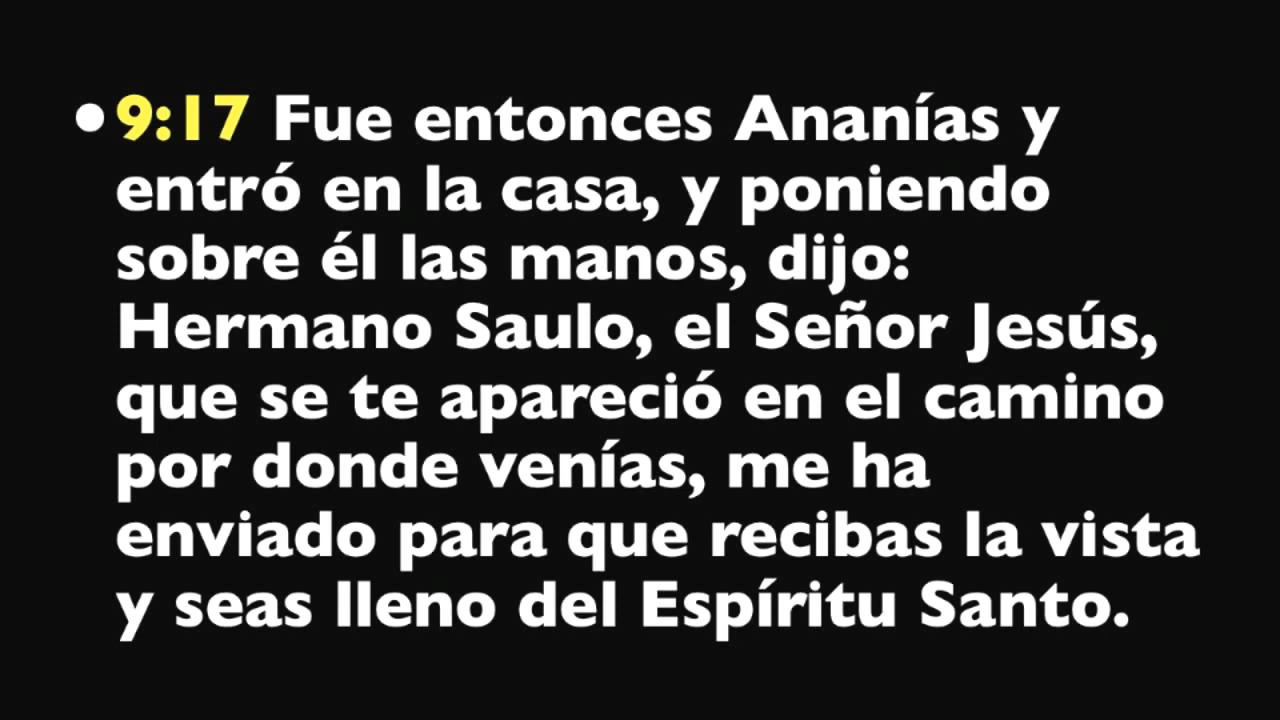 • 9:17 Fue entonces Ananías y
entró en la casa, y poniendo
sobre él las manos, dijo:
Hermano Saulo, el Señor Jesús,
que se te apareció en el camino
por donde venías, me ha
enviado para que recibas la vista
y seas lleno del Espíritu Santo.